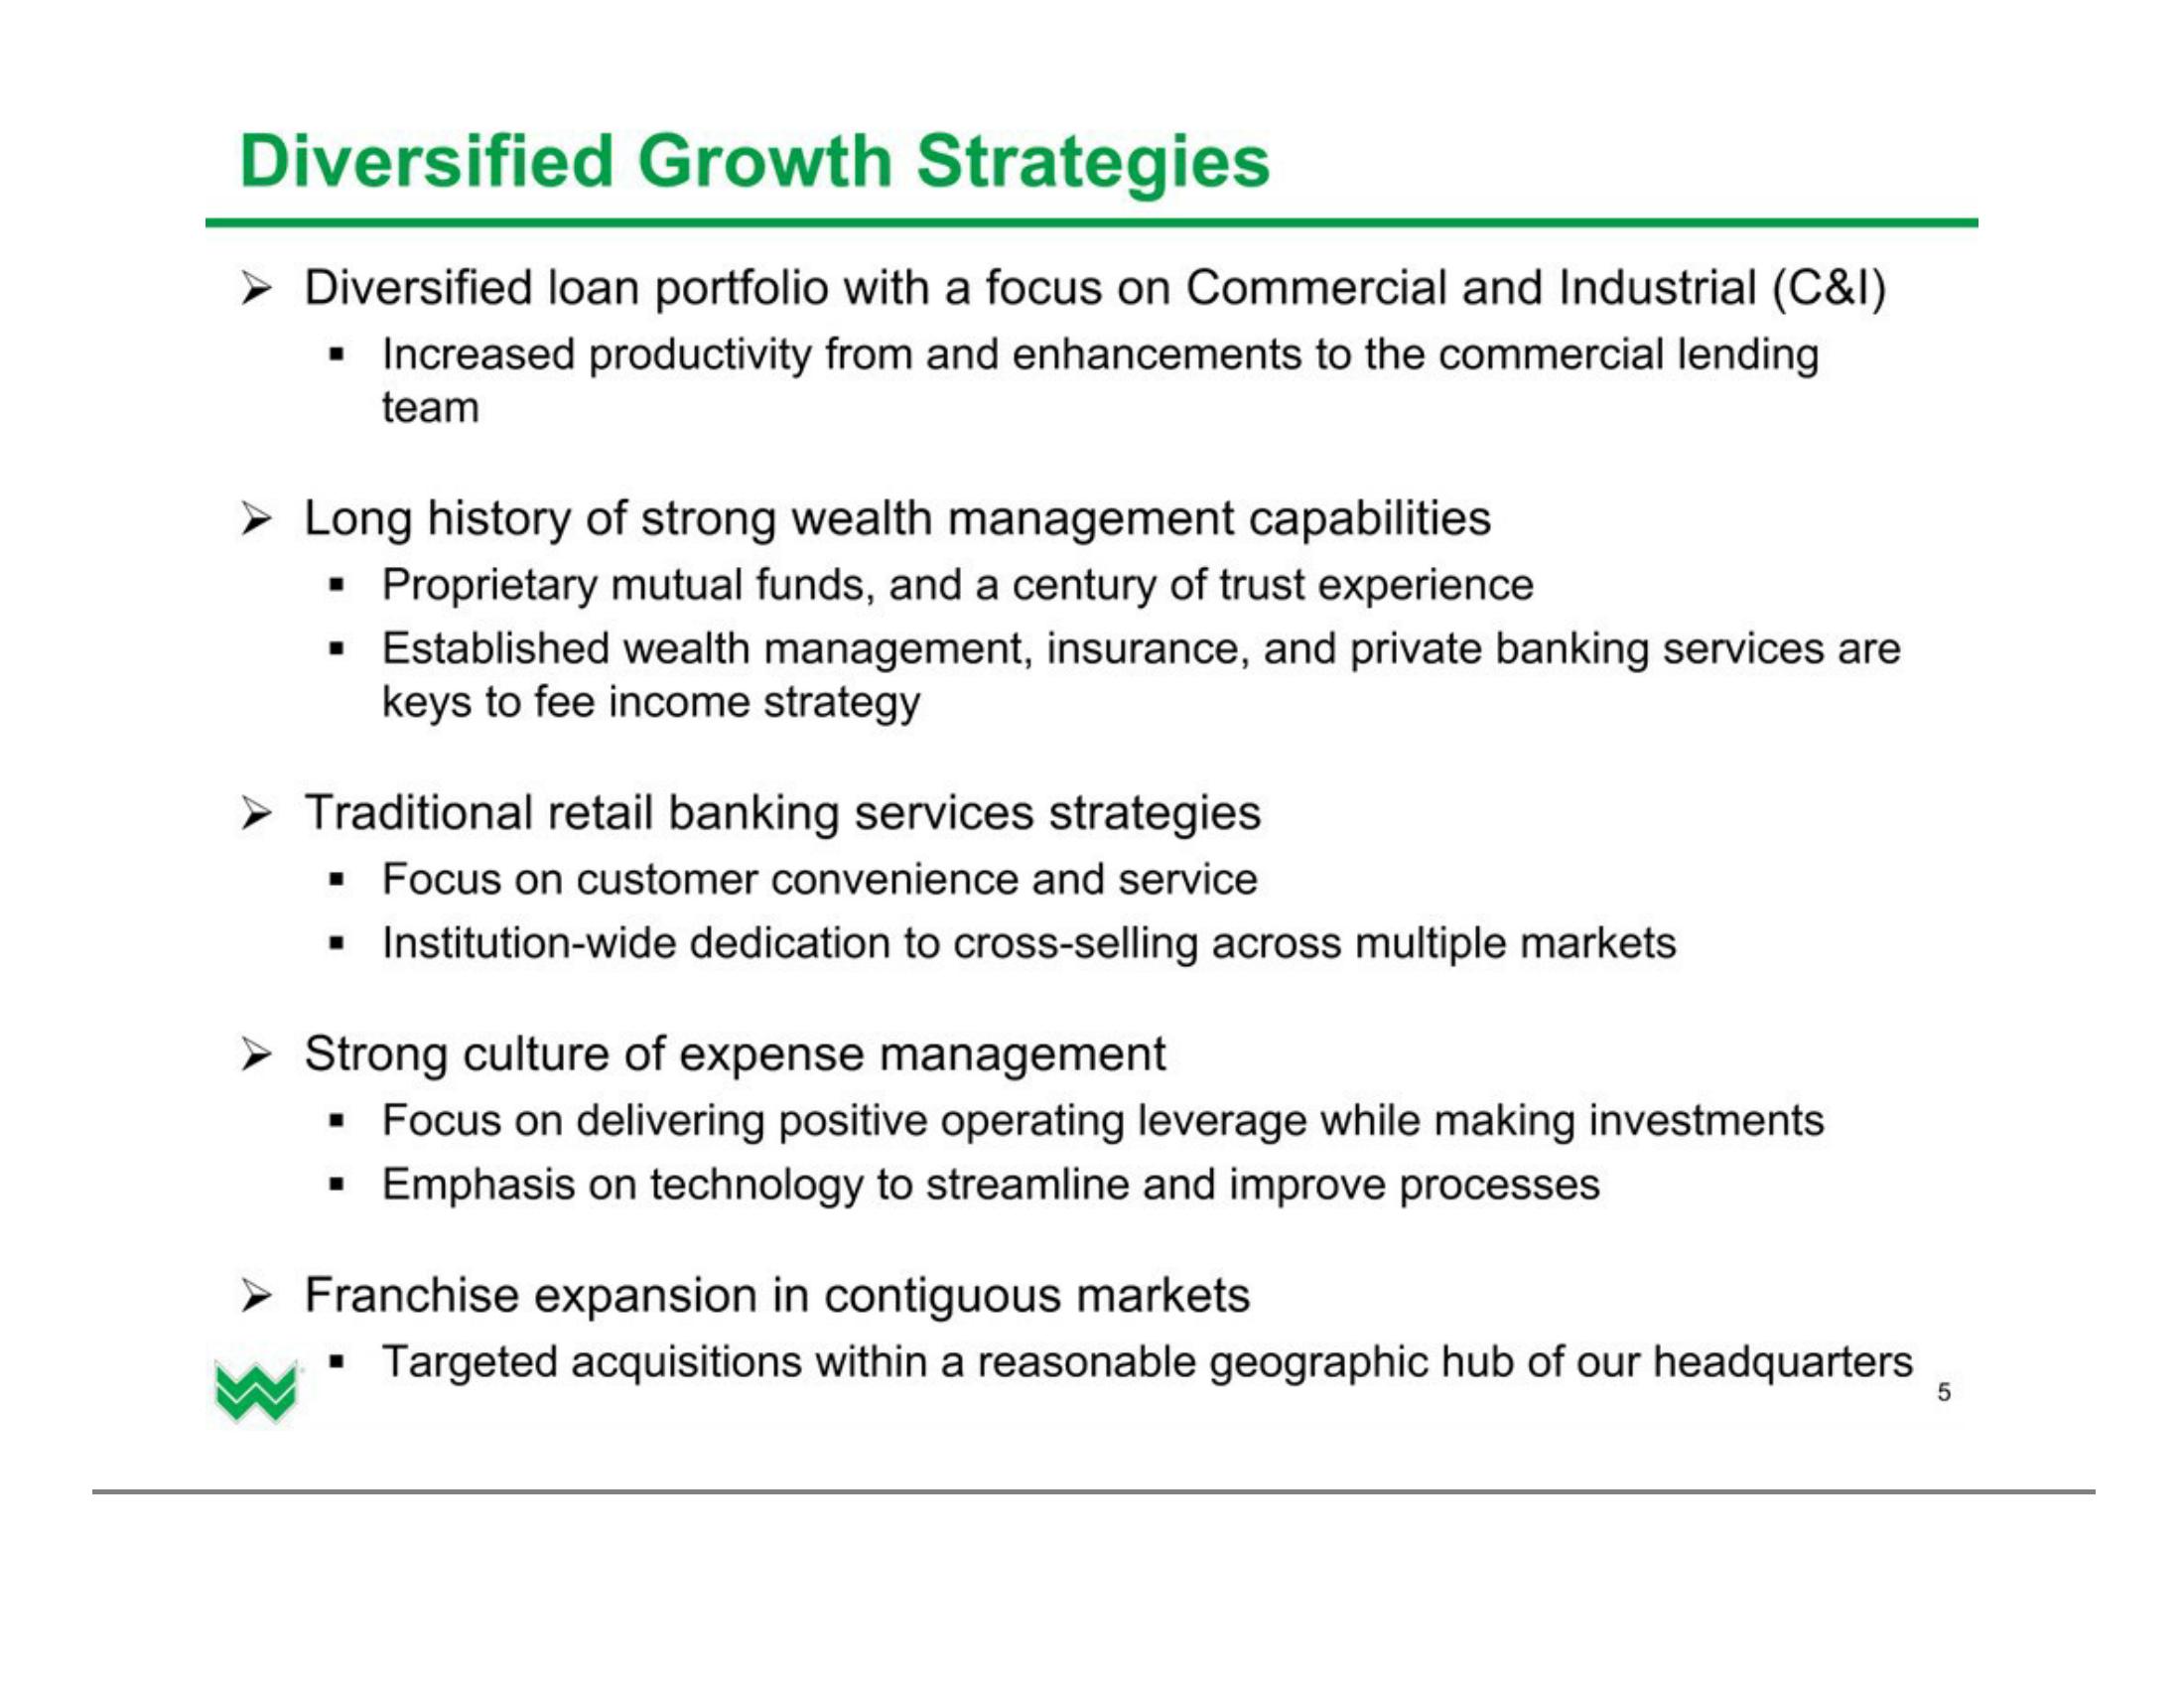 Diversified Growth Strategies
➢ Diversified loan portfolio with a focus on Commercial and Industrial (C&I)
▪ Increased productivity from and enhancements to the commercial lending
team
➢ Long history of strong wealth management capabilities
▪ Proprietary mutual funds, and a century of trust experience
▪ Established wealth management, insurance, and private banking services are
keys to fee income strategy
➢ Traditional retail banking services strategies
▪ Focus on customer convenience and service
▪ Institution-wide dedication to cross-selling across multiple markets
➢ Strong culture of expense management
▪ Focus on delivering positive operating leverage while making investments
▪ Emphasis on technology to streamline and improve processes
➢ Franchise expansion in contiguous markets
▪ Targeted acquisitions within a reasonable geographic hub of our headquarters
5